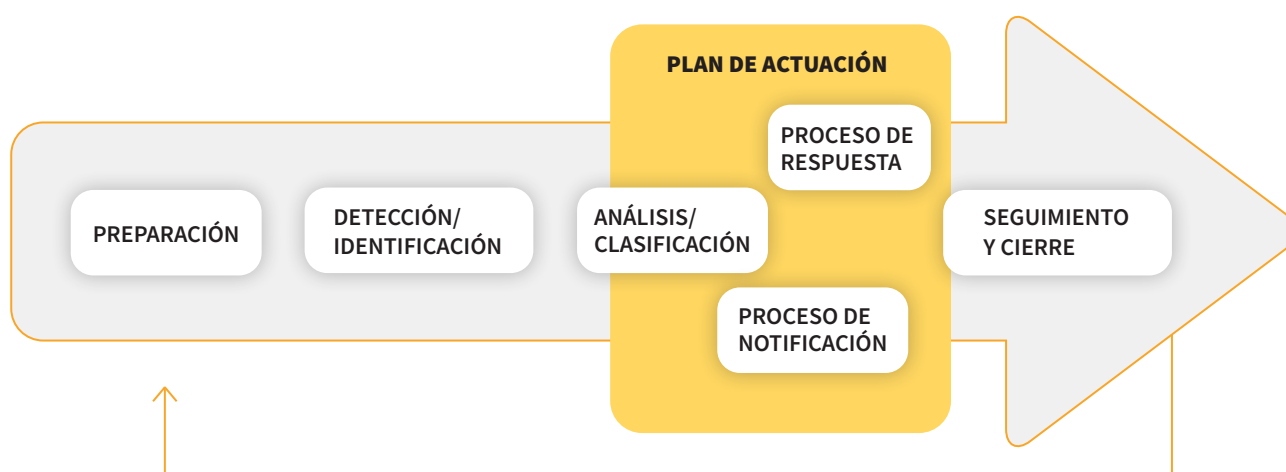 PLAN DE ACTUACIÓN
PREPARACIÓN
DETECCIÓN/
IDENTIFICACIÓN
ANÁLISIS/
CLASIFICACIÓN
PROCESO DE
RESPUESTA
PROCESO DE
NOTIFICACIÓN
SEGUIMIENTO
Y CIERRE